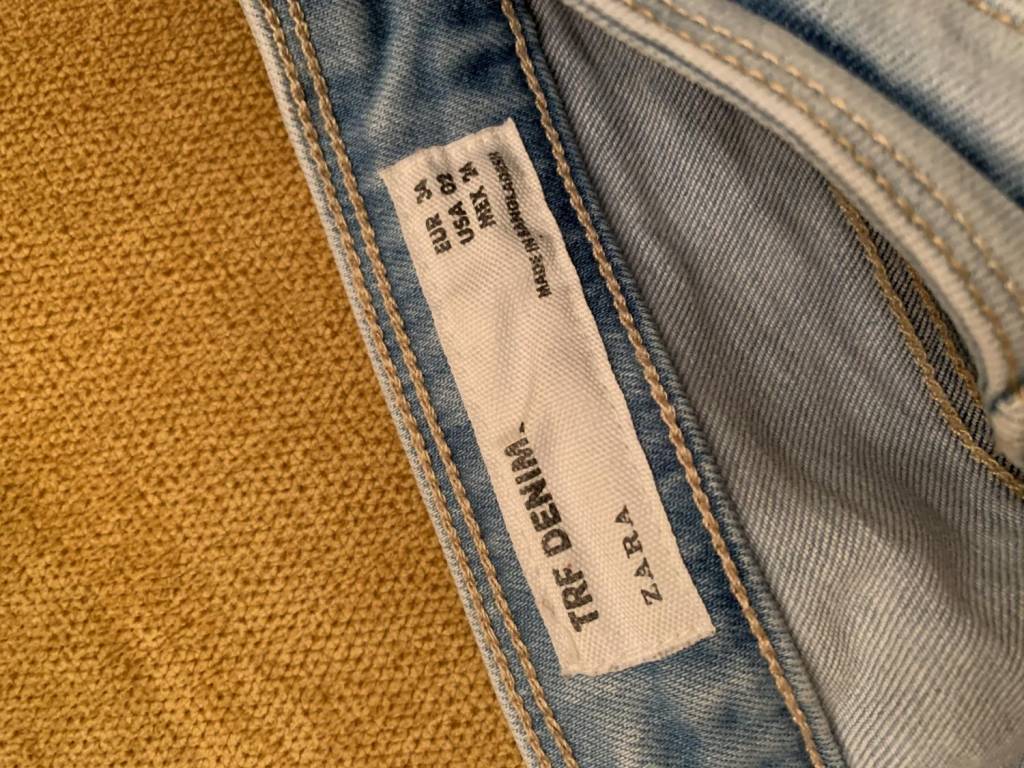 TRF DENIM.
ZARA
EUR 34
USA 02
MEX 24
MADE IN BANGLADESH